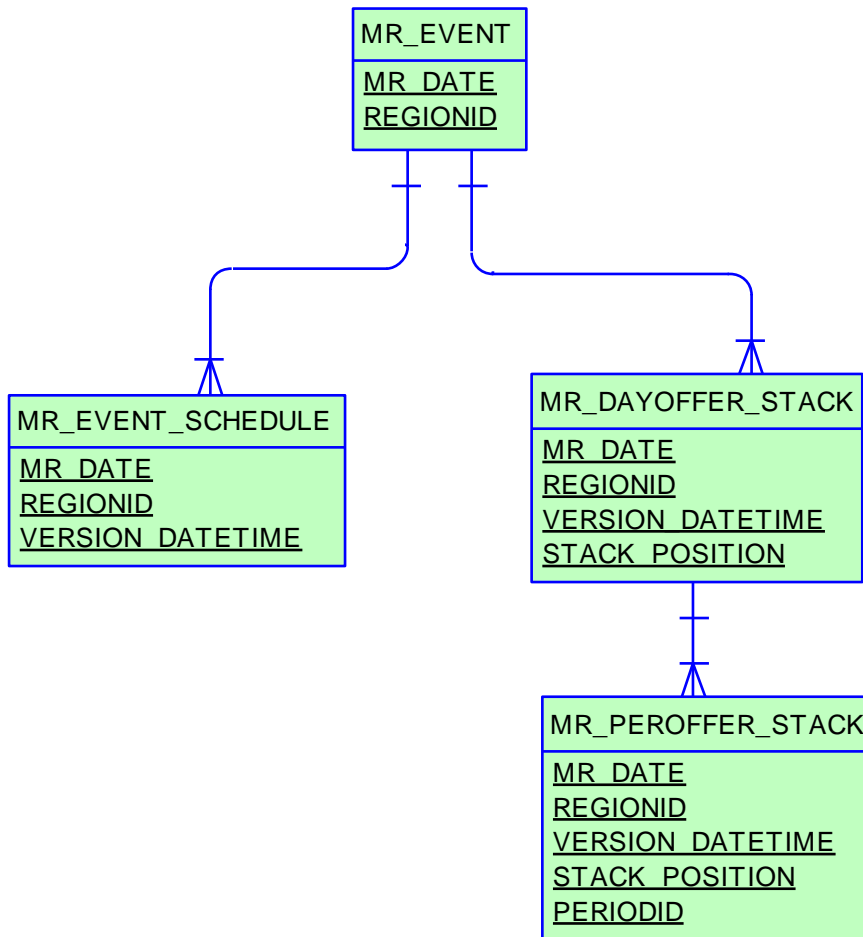 MR_EVENT
MR_DATE
REGIONID
MR_EVENT_SCHEDULE
MR_DATE
REGIONID
VERSION_DATETIME
MR_DAYOFFER_STACK
MR_DATE
REGIONID
VERSION_DATETIME
STACK_POSITION
MR_PEROFFER_STACK
MR_DATE
REGIONID
VERSION_DATETIME
STACK_POSITION
PERIODID